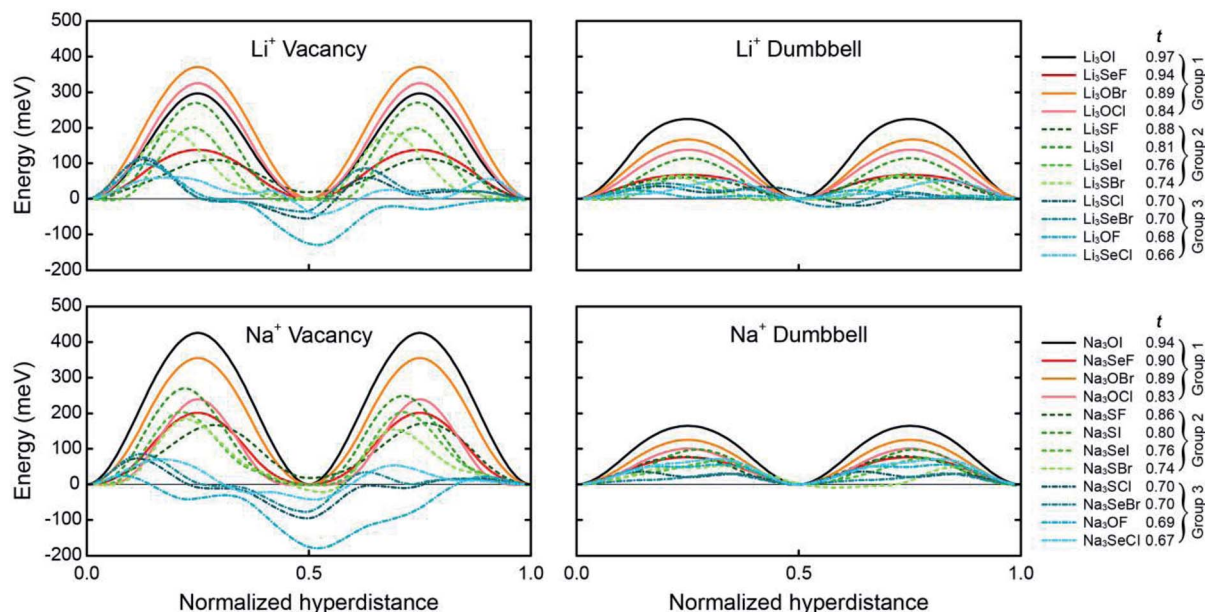 Li⁺ Vacancy
Li⁺ Dumbbell
Energy (meV)
500
400
300
200
100
0
-100
-200
t
Li₃OI 0.97
Li₃SeF 0.94
Li₃OBr 0.89
Li₃OCl 0.84
Group 1
Li₃SF 0.88
Li₃SI 0.81
Li₃SeI 0.76
Li₃SBr 0.74
Group 2
Li₃SCl 0.70
Li₃SeBr 0.70
Li₃OF 0.68
Li₃SeCl 0.66
Group 3
Na⁺ Vacancy
Na⁺ Dumbbell
Energy (meV)
500
400
300
200
100
0
-100
-200
0.0 0.5 1.0
0.0 0.5 1.0
Normalized hyperdistance
Normalized hyperdistance
t
Na₃OI 0.94
Na₃SeF 0.90
Na₃OBr 0.89
Na₃OCl 0.83
Group 1
Na₃SF 0.86
Na₃SI 0.80
Na₃SeI 0.76
Na₃SBr 0.74
Group 2
Na₃SCl 0.70
Na₃SeBr 0.70
Na₃OF 0.69
Na₃SeCl 0.67
Group 3